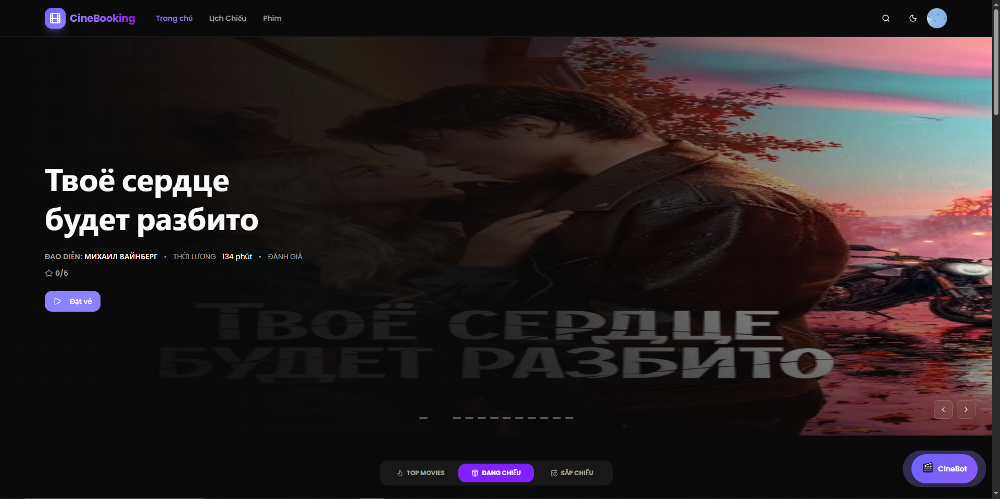 CineBooking
Trang chủ
Lịch Chiếu
Phim
Твоё сердце
будет разбито
ĐẠO DIỄN: МИХАИЛ ВАЙНБЕРГ • THỜI LƯỢNG 134 phút • ĐÁNH GIÁ
0/5
Đặt vé
ТВОЁ СЕРДЦЕ
БУДЕТ РАЗБИТО
TOP MOVIES
ĐANG CHIẾU
SẮP CHIẾU
CineBot